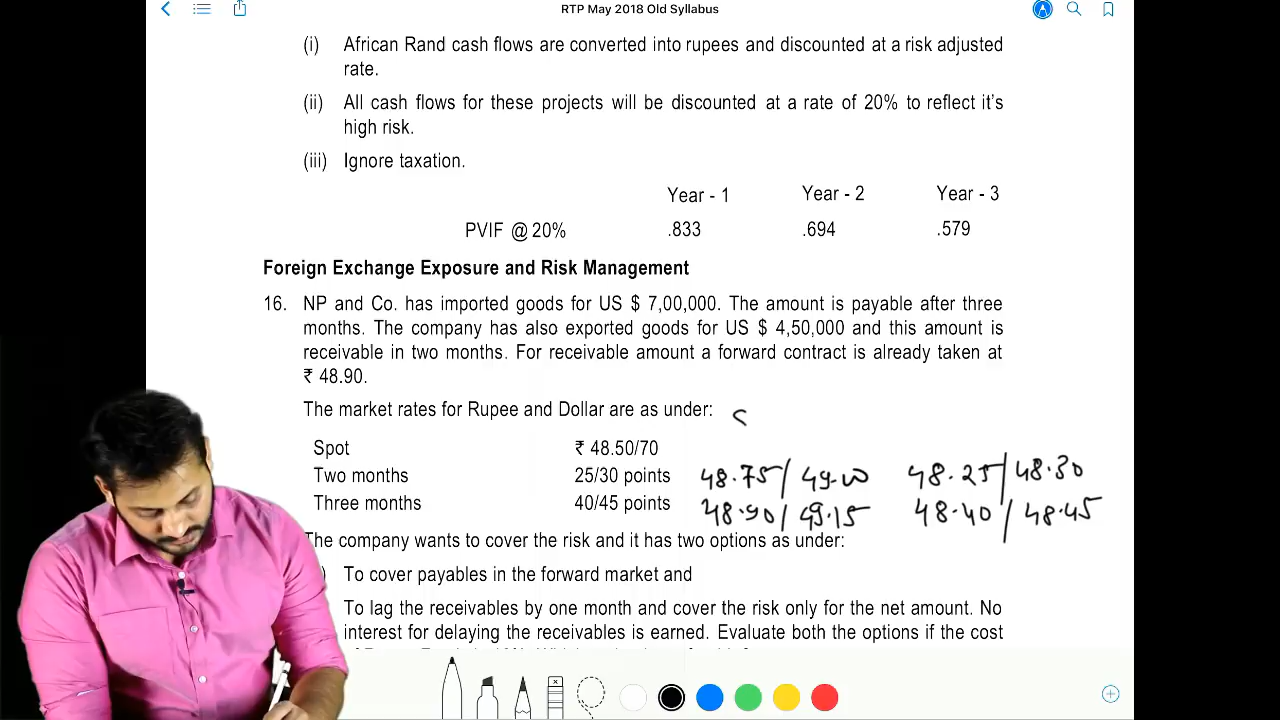 RTP May 2018 Old Syllabus
(i) African Rand cash flows are converted into rupees and discounted at a risk adjusted
rate.
(ii) All cash flows for these projects will be discounted at a rate of 20% to reflect it's
high risk.
(iii) Ignore taxation.
Year - 1 Year - 2 Year - 3
PVIF @ 20% .833 .694 .579
Foreign Exchange Exposure and Risk Management
16. NP and Co. has imported goods for US $ 7,00,000. The amount is payable after three
months. The company has also exported goods for US $ 4,50,000 and this amount is
receivable in two months. For receivable amount a forward contract is already taken at
₹ 48.90.
The market rates for Rupee and Dollar are as under:
Spot ₹ 48.50/70
Two months 25/30 points 48.75/ 49.00 48.25/48.30
Three months 40/45 points 48.90/ 49.15 48.40 / 48.45
The company wants to cover the risk and it has two options as under:
) To cover payables in the forward market and
To lag the receivables by one month and cover the risk only for the net amount. No
interest for delaying the receivables is earned. Evaluate both the options if the cost